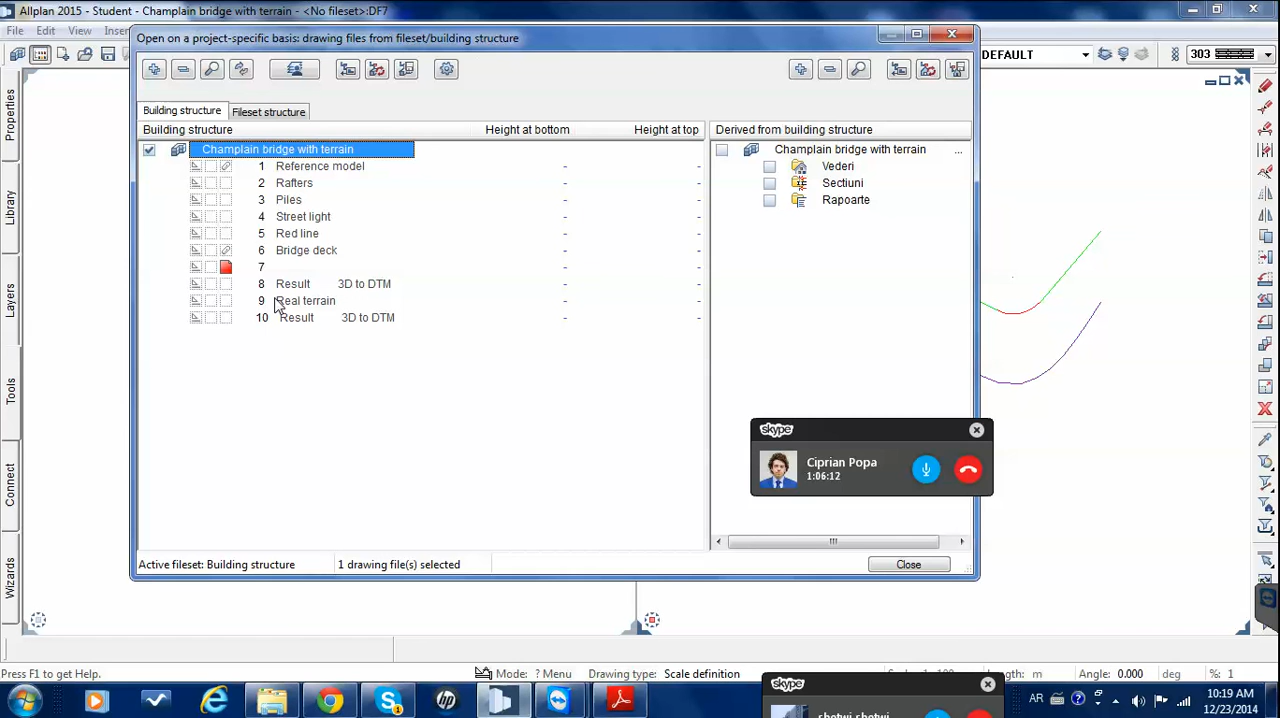 Allplan 2015 - Student - Champlain bridge with terrain - <No fileset>:DF7
File Edit View Inser
Open on a project-specific basis: drawing files from fileset/building structure
DEFAULT
303
Building structure
Fileset structure
Building structure Height at bottom Height at top
Derived from building structure
Champlain bridge with terrain
1 Reference model - -
2 Rafters - -
3 Piles - -
4 Street light - -
5 Red line - -
6 Bridge deck - -
7 - -
8 Result 3D to DTM - -
9 Real terrain - -
10 Result 3D to DTM - -
Champlain bridge with terrain ...
Vederi
Sectiuni
Rapoarte
Properties
Library
Layers
Tools
Connect
Wizards
skype
Ciprian Popa
1:06:12
Active fileset: Building structure
1 drawing file(s) selected
Close
Press F1 to get Help.
Mode: ? Menu
Drawing type: Scale definition
m
Angle: 0.000
deg
%: 1
skype
AR
10:19 AM
12/23/2014